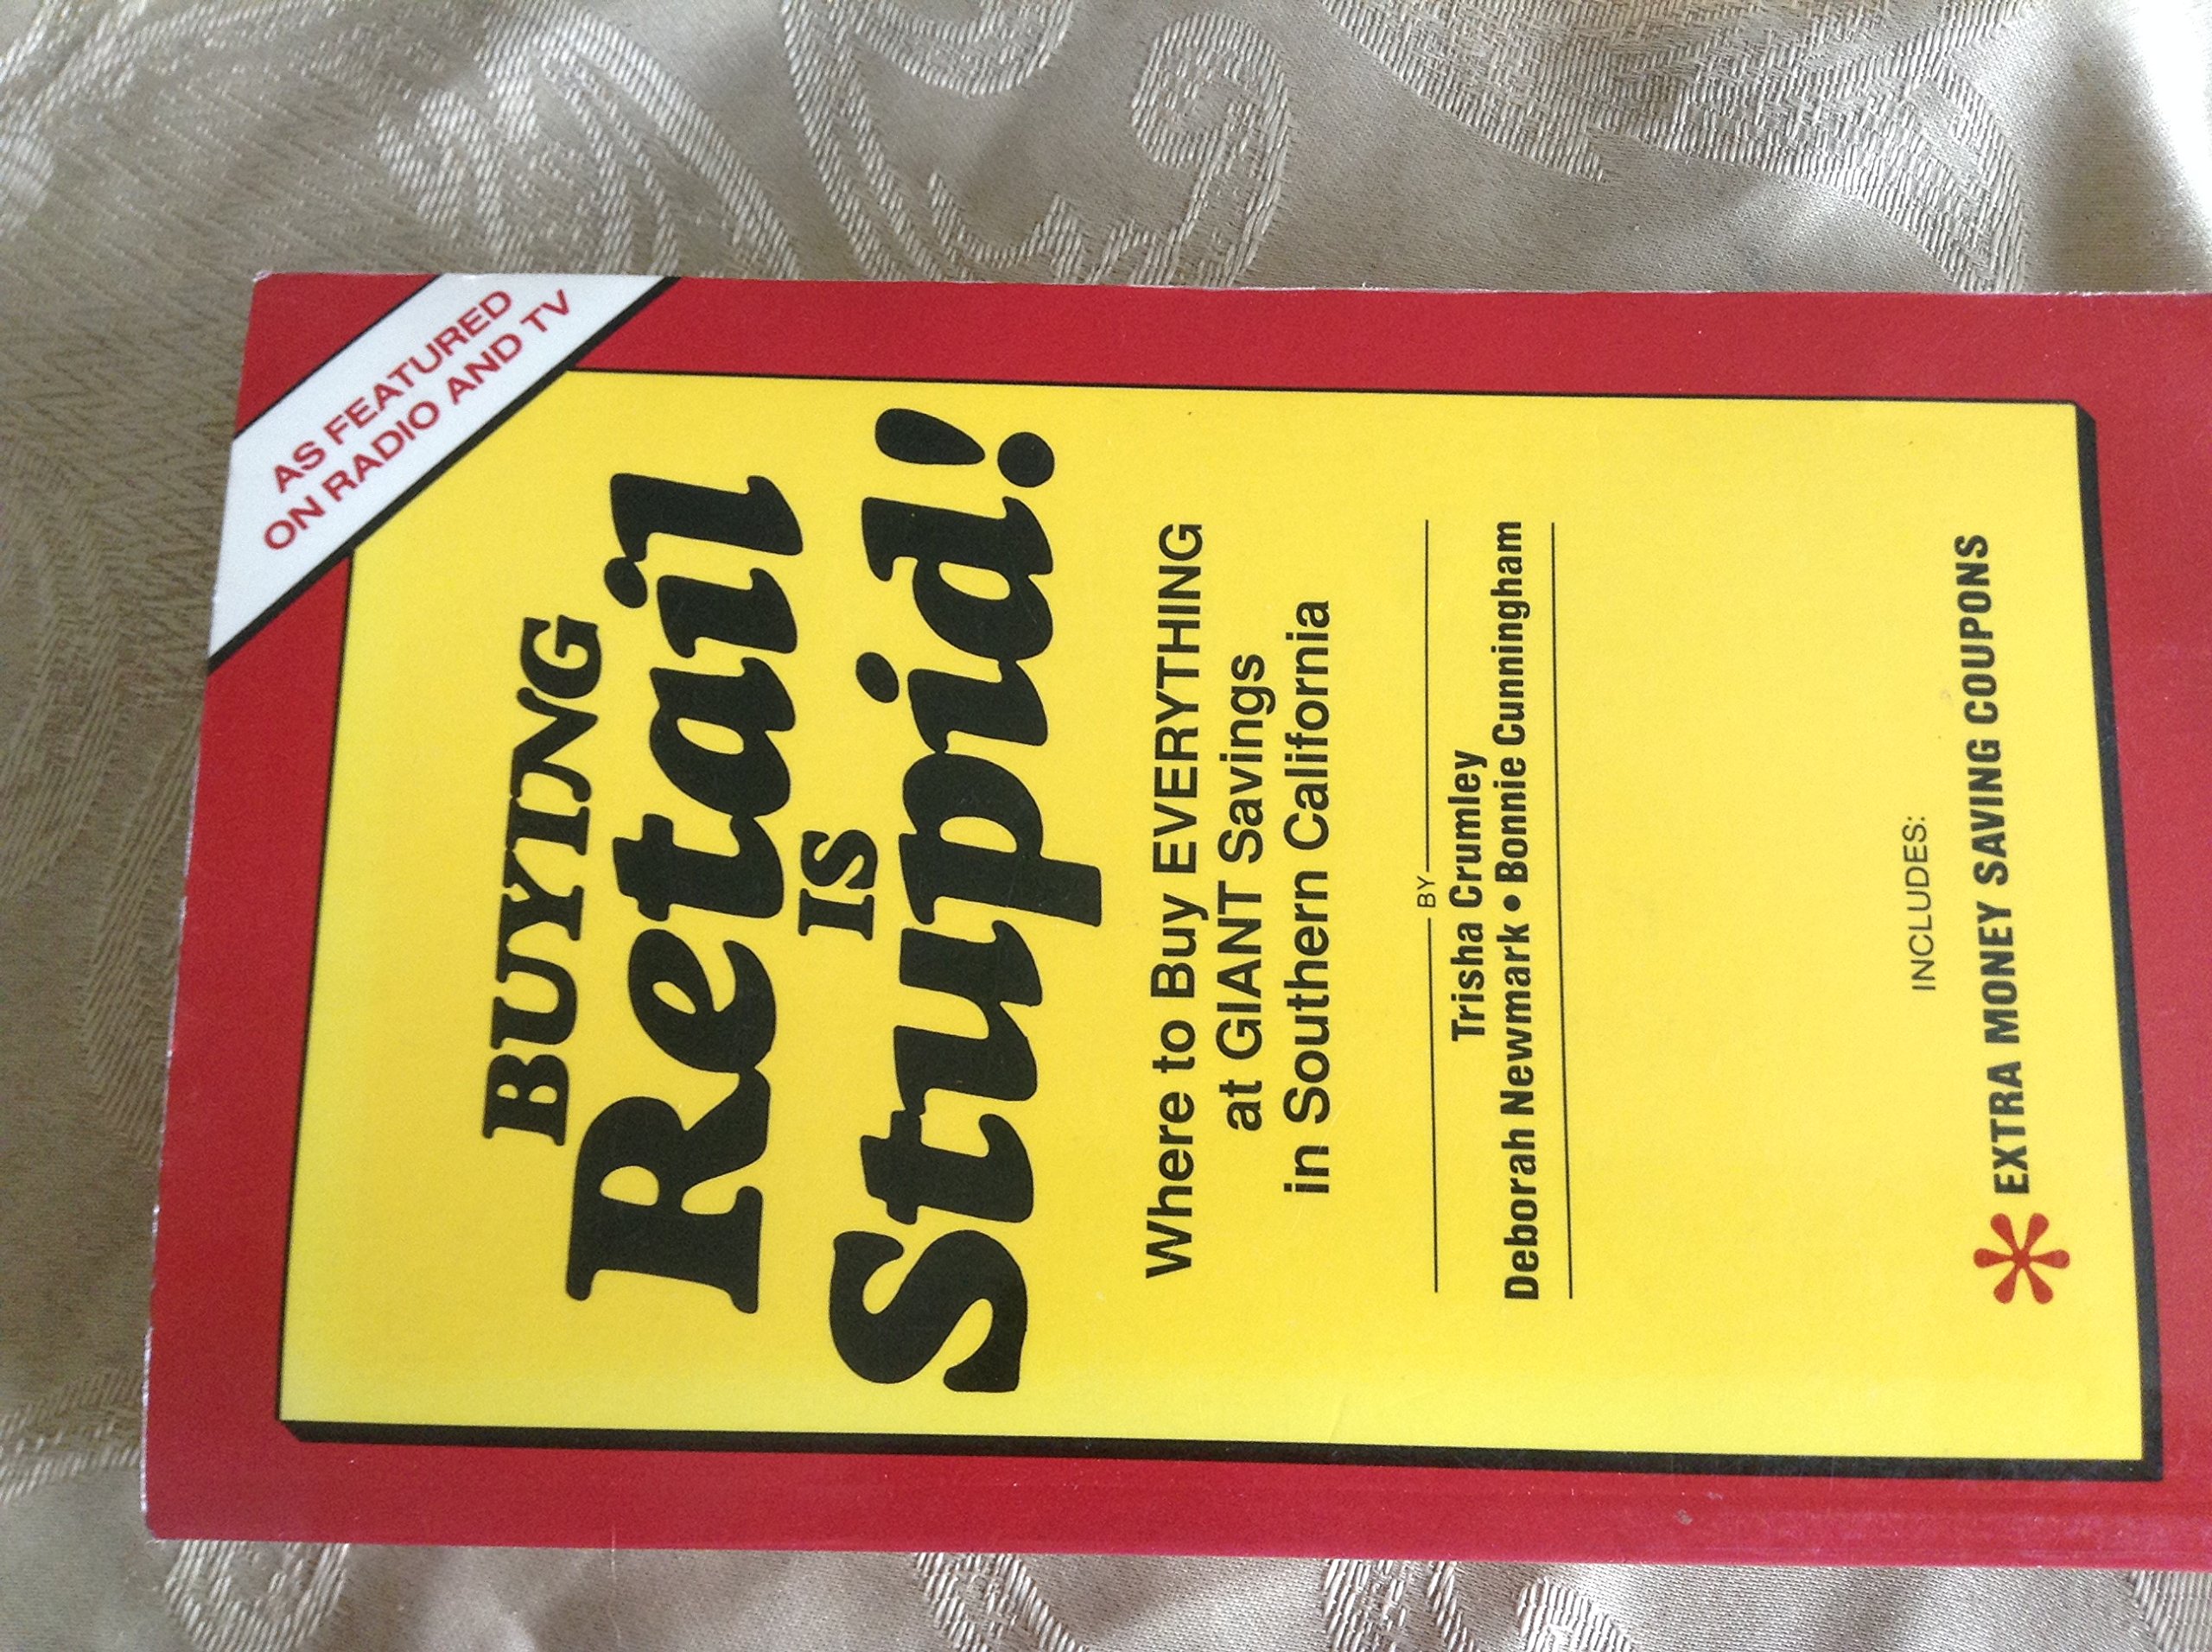 AS FEATURED
ON RADIO AND TV
BUYING
Retail
IS
Stupid!
Where to Buy EVERYTHING
at GIANT Savings
in Southern California
BY
Trisha Crumley
Deborah Newmark • Bonnie Cunningham
INCLUDES:
* EXTRA MONEY SAVING COUPONS